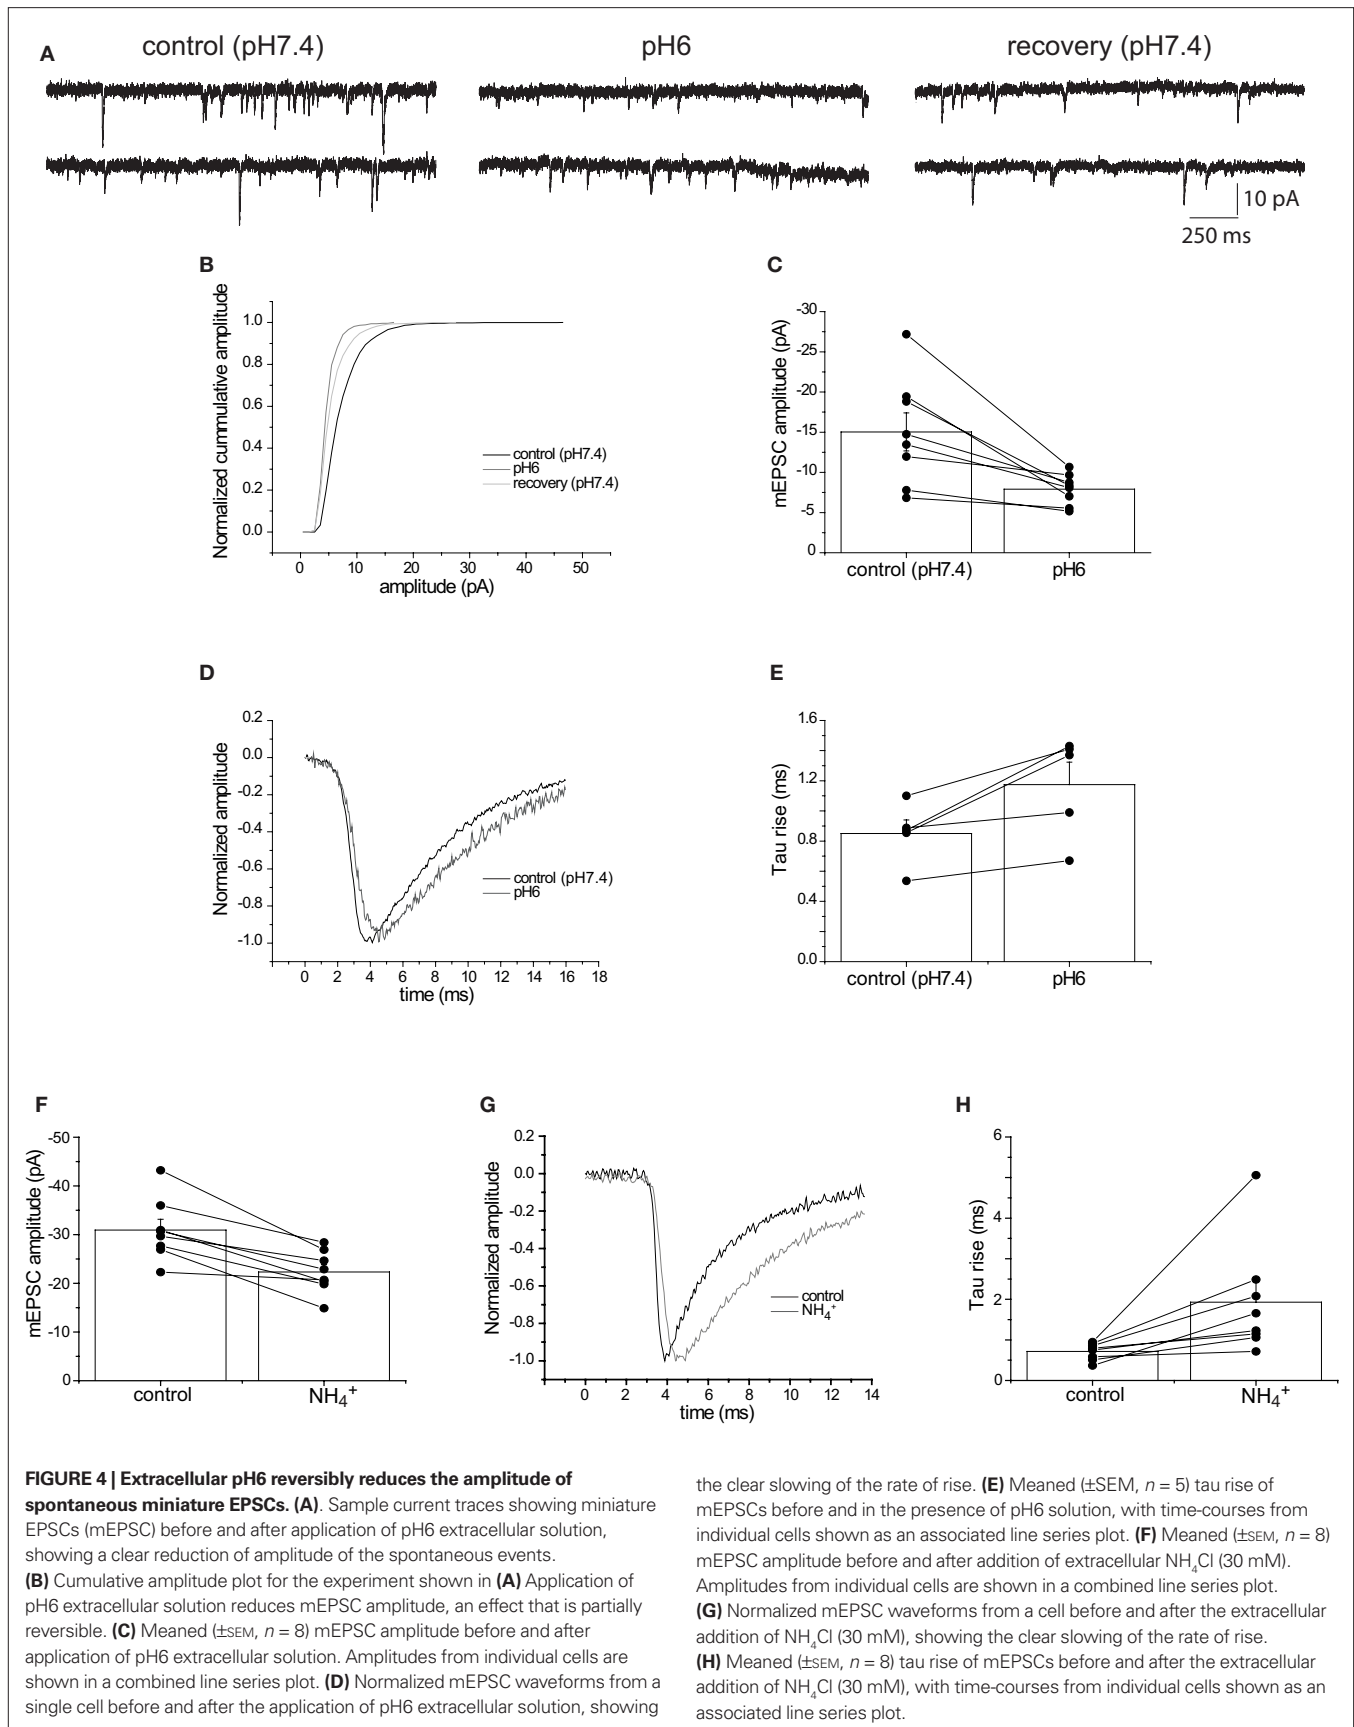 A
control (pH7.4)
pH6
recovery (pH7.4)
10 pA
250 ms
B
Normalized cummulative amplitude
1.0
0.8
0.6
0.4
0.2
0.0
control (pH7.4)
pH6
recovery (pH7.4)
0 10 20 30 40 50
amplitude (pA)
C
mEPSC amplitude (pA)
-30
-25
-20
-15
-10
-5
0
control (pH7.4) pH6
D
Normalized amplitude
0.2
0.0
-0.2
-0.4
-0.6
-0.8
-1.0
control (pH7.4)
pH6
0 2 4 6 8 10 12 14 16 18
time (ms)
E
Tau rise (ms)
1.6
1.2
0.8
0.4
0.0
control (pH7.4) pH6
F
mEPSC amplitude (pA)
-50
-40
-30
-20
-10
0
control NH₄⁺
G
Normalized amplitude
0.2
0.0
-0.2
-0.4
-0.6
-0.8
-1.0
control
NH₄⁺
0 2 4 6 8 10 12 14
time (ms)
H
Tau rise (ms)
6
4
2
0
control NH₄⁺
FIGURE 4 | Extracellular pH6 reversibly reduces the amplitude of
spontaneous miniature EPSCs. (A). Sample current traces showing miniature
EPSCs (mEPSC) before and after application of pH6 extracellular solution,
showing a clear reduction of amplitude of the spontaneous events.
(B) Cumulative amplitude plot for the experiment shown in (A) Application of
pH6 extracellular solution reduces mEPSC amplitude, an effect that is partially
reversible. (C) Meaned (±SEM, n = 8) mEPSC amplitude before and after
application of pH6 extracellular solution. Amplitudes from individual cells are
shown in a combined line series plot. (D) Normalized mEPSC waveforms from a
single cell before and after the application of pH6 extracellular solution, showing
the clear slowing of the rate of rise. (E) Meaned (±SEM, n = 5) tau rise of
mEPSCs before and in the presence of pH6 solution, with time-courses from
individual cells shown as an associated line series plot. (F) Meaned (±SEM, n = 8)
mEPSC amplitude before and after addition of extracellular NH₄Cl (30 mM).
Amplitudes from individual cells are shown in a combined line series plot.
(G) Normalized mEPSC waveforms from a cell before and after the extracellular
addition of NH₄Cl (30 mM), showing the clear slowing of the rate of rise.
(H) Meaned (±SEM, n = 8) tau rise of mEPSCs before and after the extracellular
addition of NH₄Cl (30 mM), with time-courses from individual cells shown as an
associated line series plot.